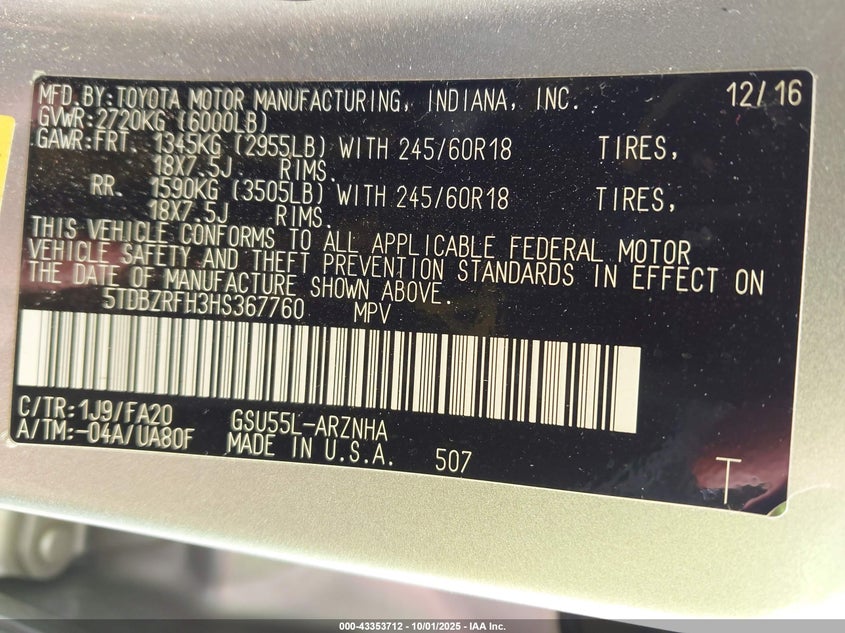 MFD. BY: TOYOTA MOTOR MANUFACTURING, INDIANA, INC. 12/16
GVWR: 2720KG (6000LB)
GAWR: FRT. 1345KG (2955LB) WITH 245/60R18 TIRES,
18X7.5J RIMS.
RR. 1590KG (3505LB) WITH 245/60R18 TIRES,
18X7.5J RIMS.
THIS VEHICLE CONFORMS TO ALL APPLICABLE FEDERAL MOTOR
VEHICLE SAFETY AND THEFT PREVENTION STANDARDS IN EFFECT ON
THE DATE OF MANUFACTURE SHOWN ABOVE.
5TDBZRFH3HS367760 MPV
C/TR: 1J9/FA20 GSU55L-ARZNHA
A/TM: -04A/UA80F MADE IN U.S.A. 507 T
000-43353712 - 10/01/2025 - IAA Inc.